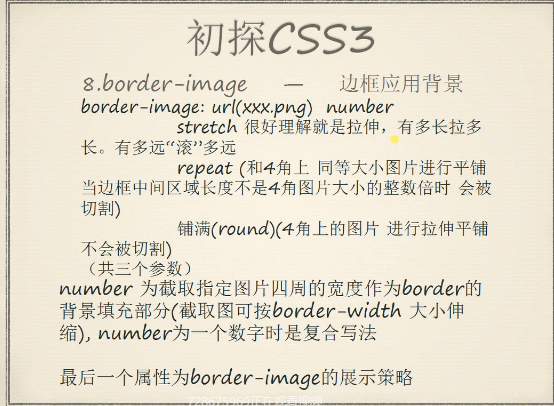 初探CSS3
8.border-image — 边框应用背景
border-image: url(xxx.png) number
stretch 很好理解就是拉伸，有多长拉多
长。有多远“滚”多远
repeat (和4角上 同等大小图片进行平铺
当边框中间区域长度不是4角图片大小的整数倍时 会被
切割)
铺满(round)(4角上的图片 进行拉伸平铺
不会被切割)
（共三个参数）
number 为截取指定图片四周的宽度作为border的
背景填充部分(截取图可按border-width 大小伸
缩), number为一个数字时是复合写法
最后一个属性为border-image的展示策略